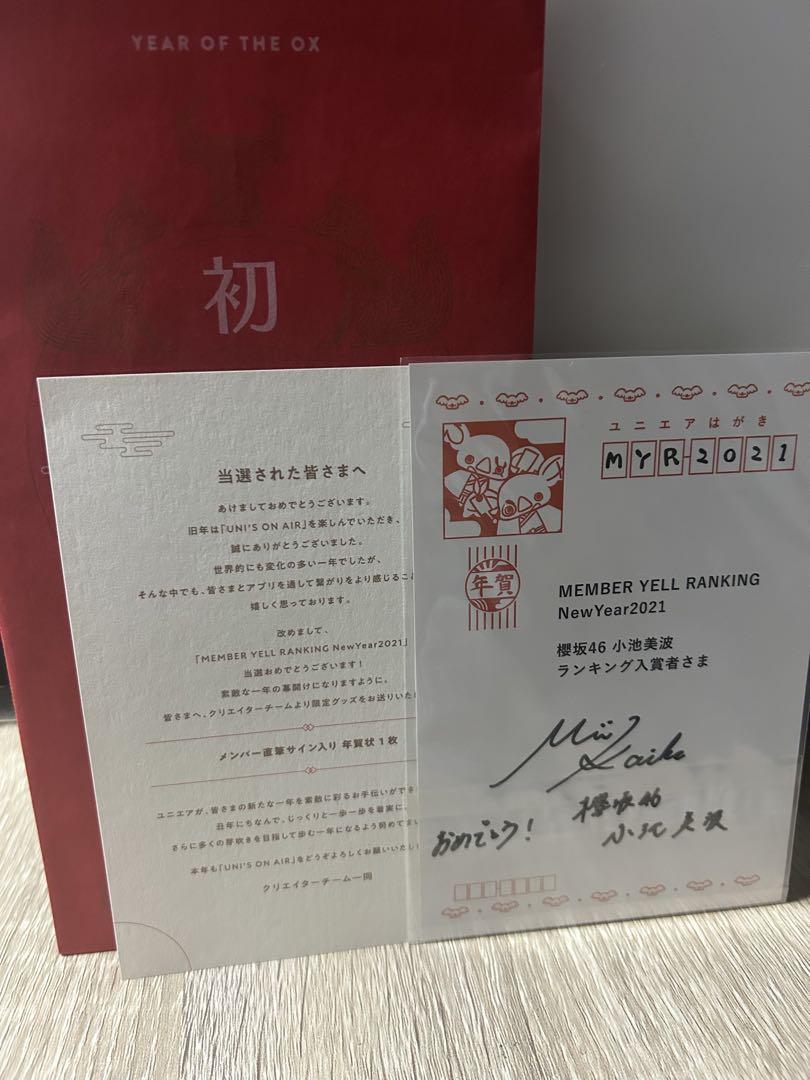 YEAR OF THE OX
初
当選された皆さまへ
あけましておめでとうございます。
旧年は「UNI'S ON AIR」を楽しんでいただき、
誠にありがとうございました。
世界的にも変化の多い一年でしたが、
そんな中でも、皆さまとアプリを通して繋がりをより感じるこ
嬉しく思っております。
改めまして、
「MEMBER YELL RANKING NewYear2021」
当選おめでとうございます!
素敵な一年の幕開けになりますように。
皆さまへ、クリエイターチームより限定グッズをお送りいた
メンバー直筆サイン入り 年賀状 1枚
ユニエアが、皆さまの新たな一年を素敵に彩るお手伝いができ
丑年にちなんで、じっくりと一歩一歩を着実に。
さらに多くの芽吹きを目指して歩む一年になるよう努めてま
本年も「UNI'S ON AIR」をどうぞよろしくお願いいたし
クリエイターチーム一同
ユニエアはがき
MYR-2021
年賀
MEMBER YELL RANKING
NewYear2021
櫻坂46 小池美波
ランキング入賞者さま
Mii
Koike
櫻坂46
おめでとう!
小池美波